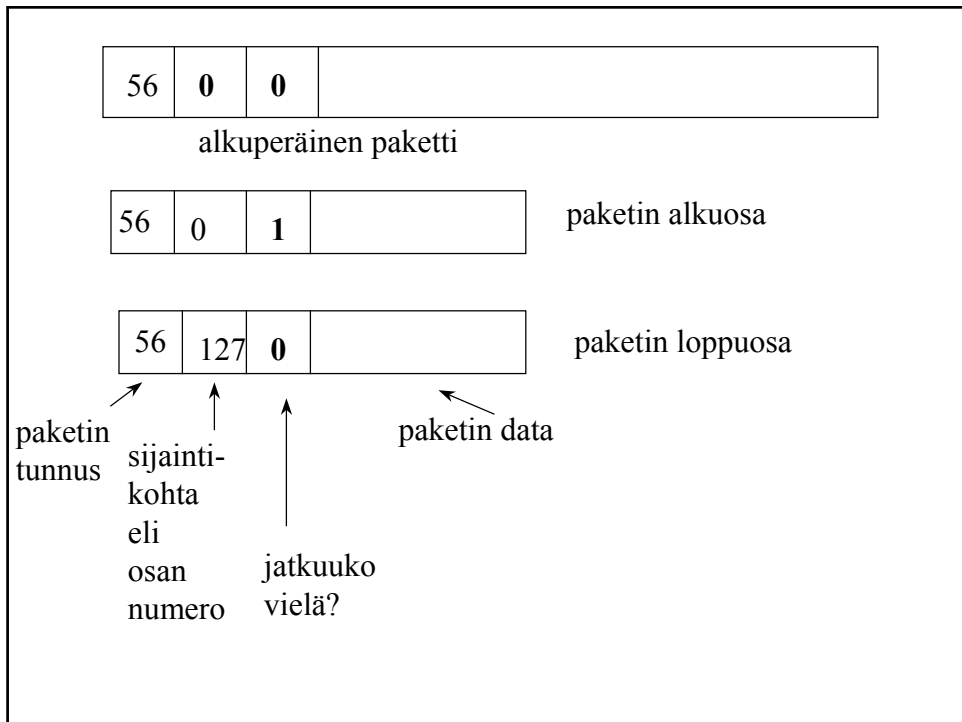 56 0 0
alkuperäinen paketti
56 0 1
paketin alkuosa
56 127 0
paketin loppuosa
paketin
tunnus
sijainti-
kohta
eli
osan
numero
jatkuuko
vielä?
paketin data